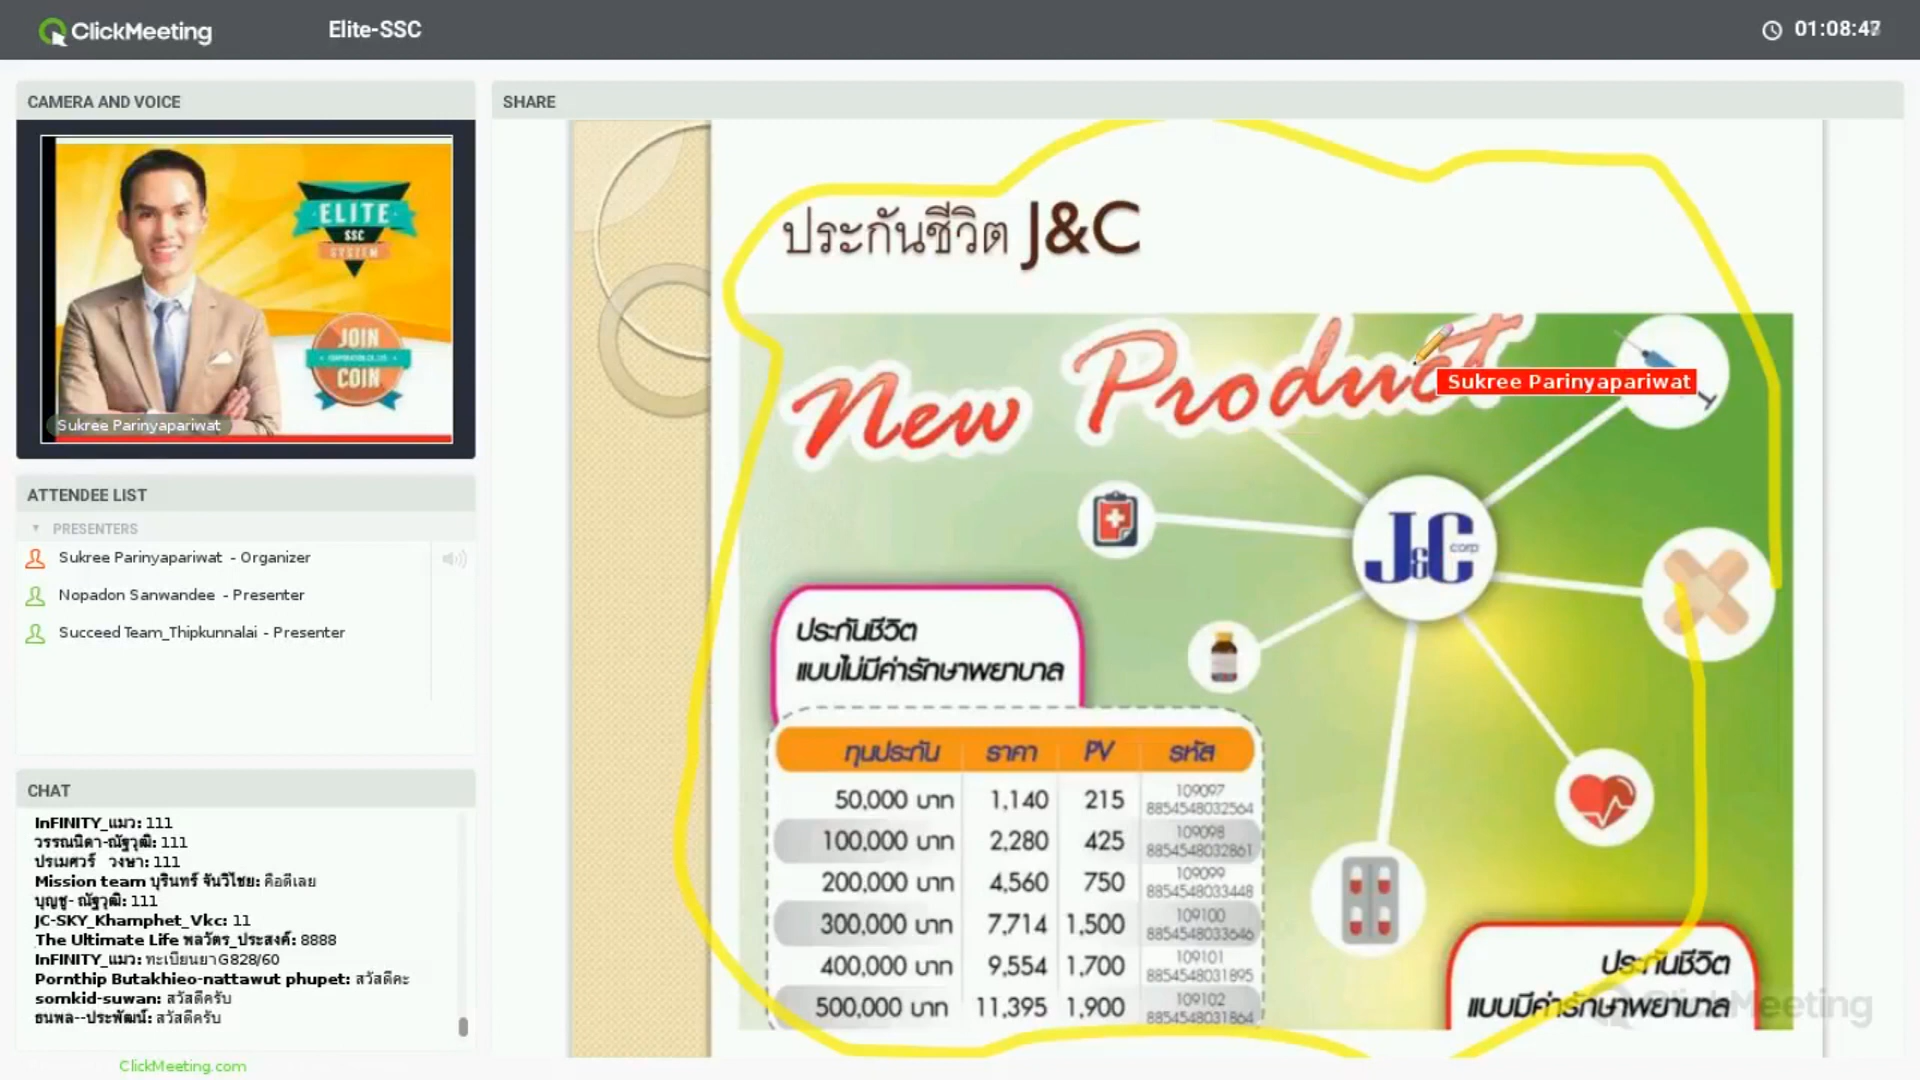 ClickMeeting
Elite-SSC
01:08:47
CAMERA AND VOICE
ELITE
SSC
SYSTEM
JOIN
COIN
Sukree Parinyapariwat
ATTENDEE LIST
PRESENTERS
Sukree Parinyapariwat - Organizer
Nopadon Sanwandee - Presenter
Succeed Team_Thipkunnalai - Presenter
CHAT
InFINITY_แมว: 111
วรรณนิดา-ณัฐวุฒิ: 111
ปรเมศวร์ วงษา: 111
Mission team บุรินทร์ จันวิไชย: คือดีเลย
บุญชู- ณัฐวุฒิ: 111
JC-SKY_Khamphet_Vkc: 11
The Ultimate Life พลวัตร_ประสงค์: 8888
InFINITY_แมว: ทะเบียนยา G828/60
Pornthip Butakhieo-nattawut phupet: สวัสดีคะ
somkid-suwan: สวัสดีครับ
ธนพล--ประพัฒน์: สวัสดีครับ
ClickMeeting.com
SHARE
ประกันชีวิต J&C
New Product
Sukree Parinyapariwat
J&C corp
ประกันชีวิต
แบบไม่มีค่ารักษาพยาบาล
ทุนประกัน ราคา PV รหัส
50,000 บาท 1,140 215 109097 8854548032564
100,000 บาท 2,280 425 109098 8854548032861
200,000 บาท 4,560 750 109099 8854548033448
300,000 บาท 7,714 1,500 109100 8854548033646
400,000 บาท 9,554 1,700 109101 8854548031895
500,000 บาท 11,395 1,900 109102 8854548031864
ประกันชีวิต
แบบมีค่ารักษาพยาบาล
ClickMeeting